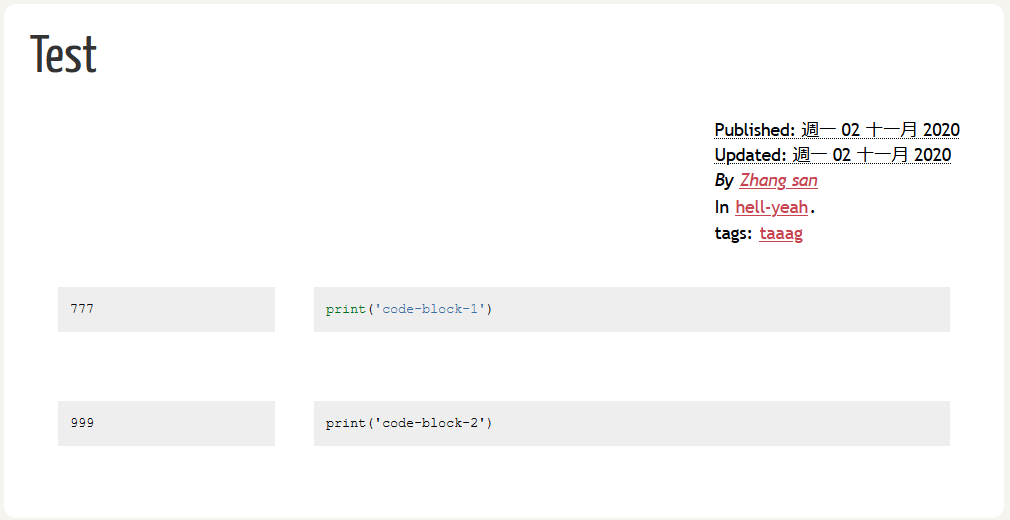 Test
Published: 週一 02 十一月 2020
Updated: 週一 02 十一月 2020
By Zhang san
In hell-yeah.
tags: taaag
777 print('code-block-1')
999 print('code-block-2')